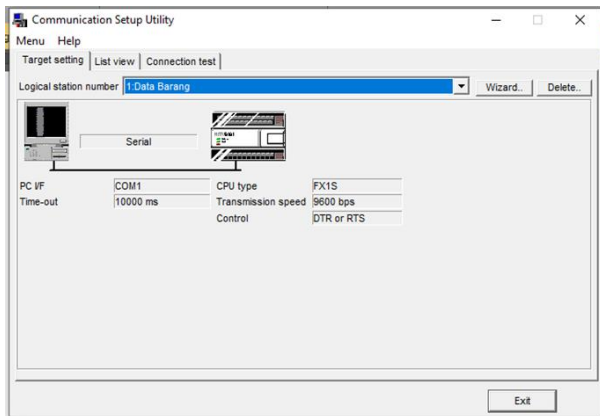 Communication Setup Utility
Menu Help
Target setting List view Connection test
Logical station number 1:Data Barang Wizard.. Delete..
Serial
PC I/F COM1 CPU type FX1S
Time-out 10000 ms Transmission speed 9600 bps
Control DTR or RTS
Exit